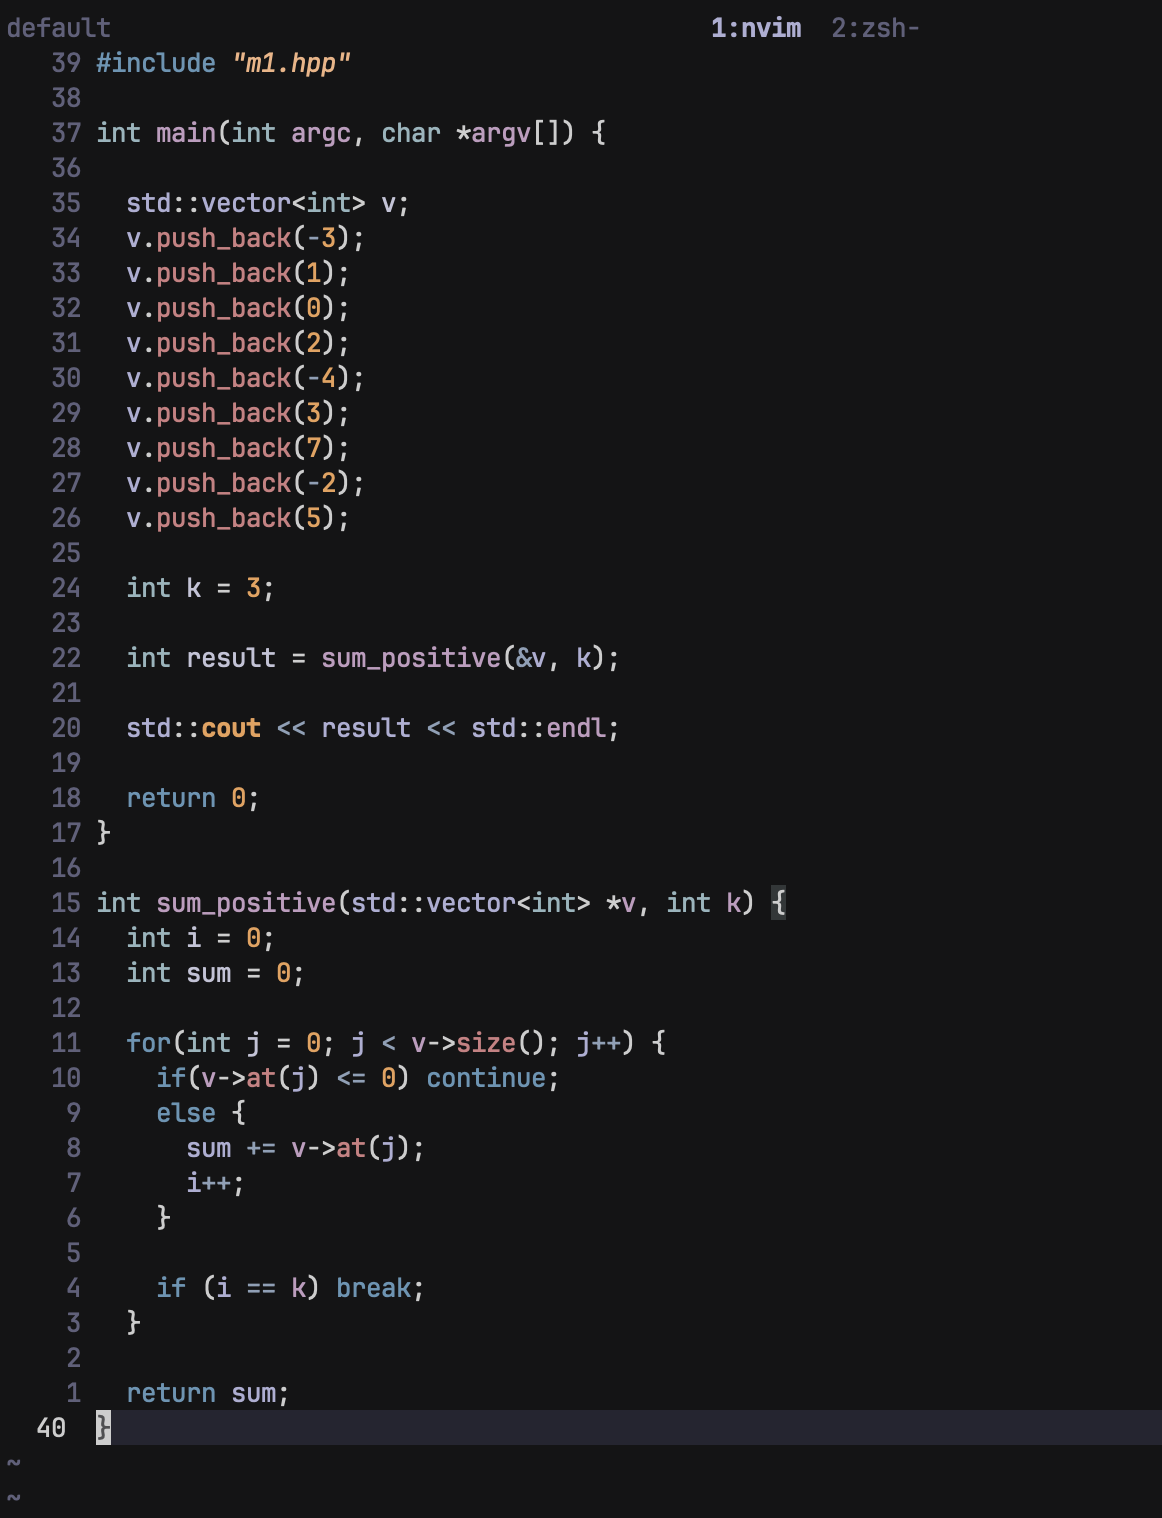 default 1:nvim 2:zsh-
39 #include "m1.hpp"
38
37 int main(int argc, char *argv[]) {
36
35   std::vector<int> v;
34   v.push_back(-3);
33   v.push_back(1);
32   v.push_back(0);
31   v.push_back(2);
30   v.push_back(-4);
29   v.push_back(3);
28   v.push_back(7);
27   v.push_back(-2);
26   v.push_back(5);
25
24   int k = 3;
23
22   int result = sum_positive(&v, k);
21
20   std::cout << result << std::endl;
19
18   return 0;
17 }
16
15 int sum_positive(std::vector<int> *v, int k) {
14   int i = 0;
13   int sum = 0;
12
11   for(int j = 0; j < v->size(); j++) {
10     if(v->at(j) <= 0) continue;
9     else {
8       sum += v->at(j);
7       i++;
6     }
5
4     if (i == k) break;
3   }
2
1   return sum;
40 }
~
~